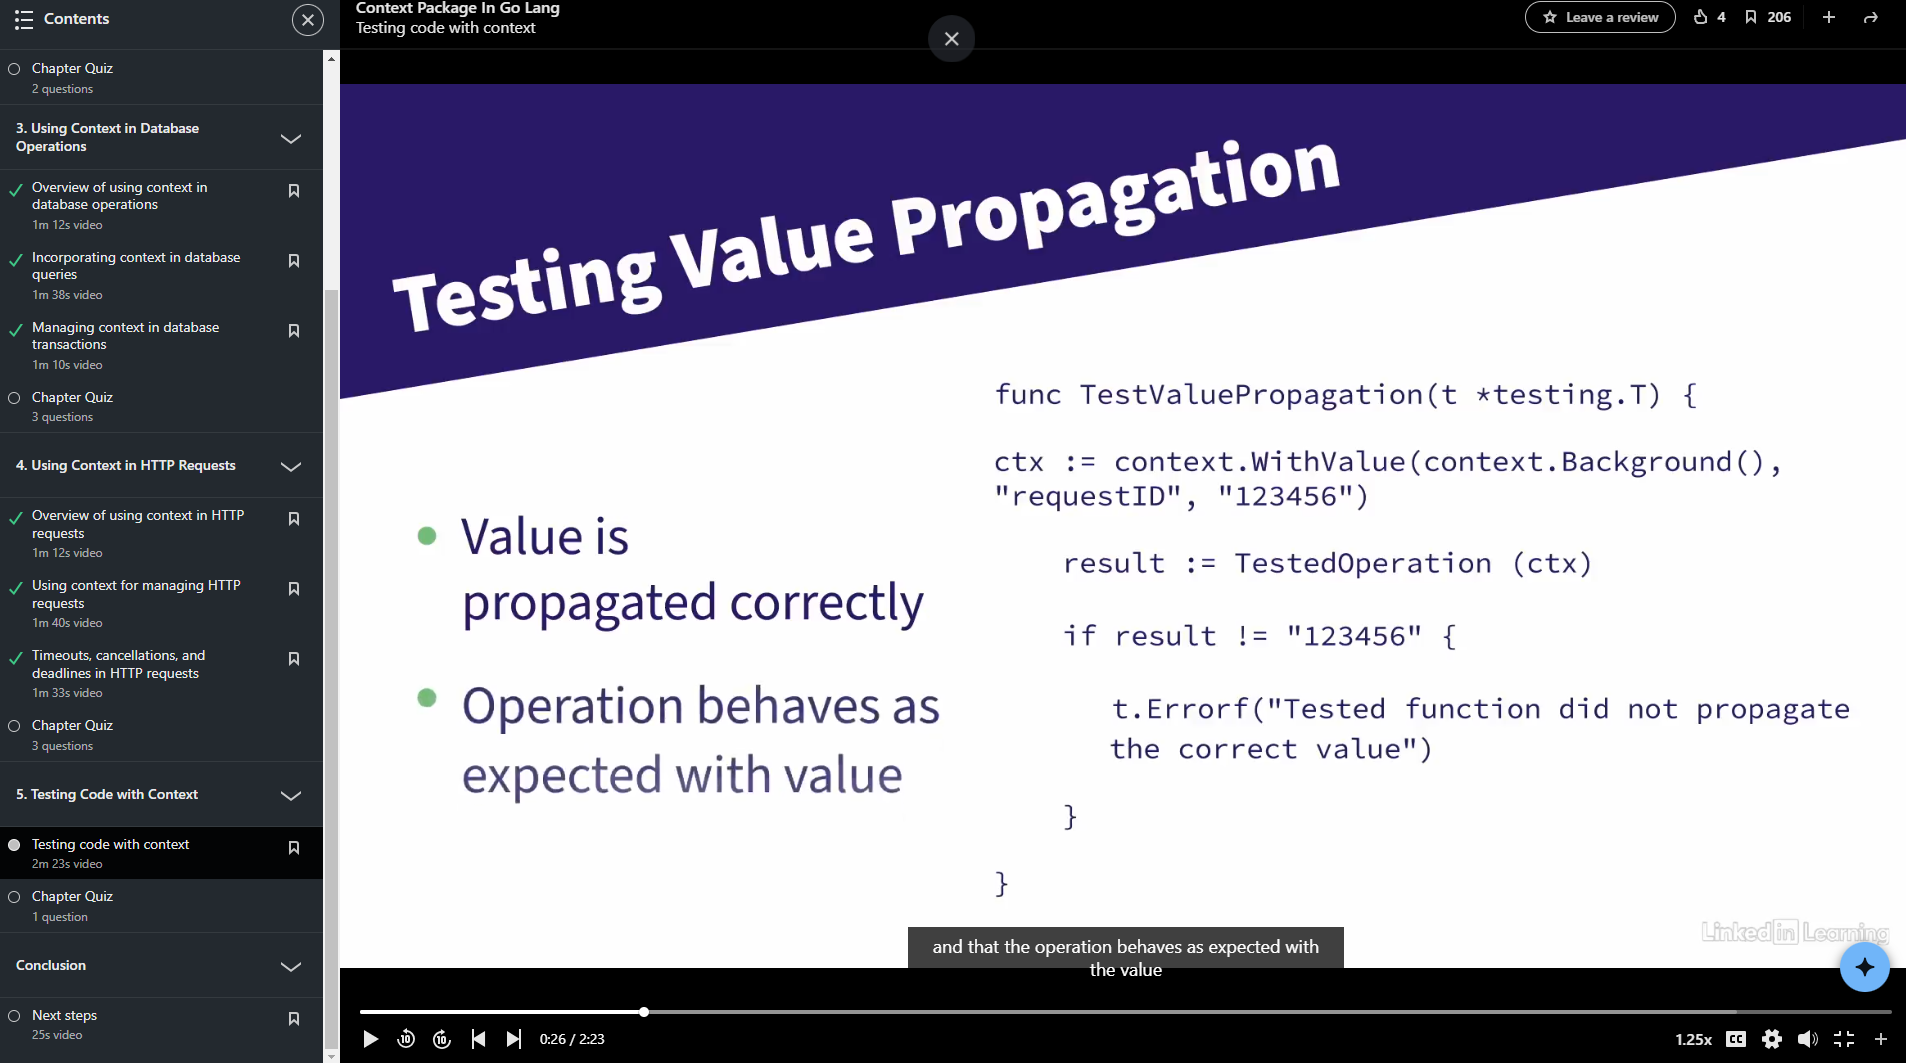 Contents
Chapter Quiz
2 questions
3. Using Context in Database
Operations
Overview of using context in
database operations
1m 12s video
Incorporating context in database
queries
1m 38s video
Managing context in database
transactions
1m 10s video
Chapter Quiz
3 questions
4. Using Context in HTTP Requests
Overview of using context in HTTP
requests
1m 12s video
Using context for managing HTTP
requests
1m 40s video
Timeouts, cancellations, and
deadlines in HTTP requests
1m 33s video
Chapter Quiz
3 questions
5. Testing Code with Context
Testing code with context
2m 23s video
Chapter Quiz
1 question
Conclusion
Next steps
25s video
Context Package In Go Lang
Testing code with context
Leave a review
4
206
Testing Value Propagation
Value is
propagated correctly
Operation behaves as
expected with value
func TestValuePropagation(t *testing.T) {
ctx := context.WithValue(context.Background(),
"requestID", "123456")
result := TestedOperation (ctx)
if result != "123456" {
t.Errorf("Tested function did not propagate
the correct value")
}
}
Linked in Learning
and that the operation behaves as expected with
the value
10
10
0:26 / 2:23
1.25x
CC